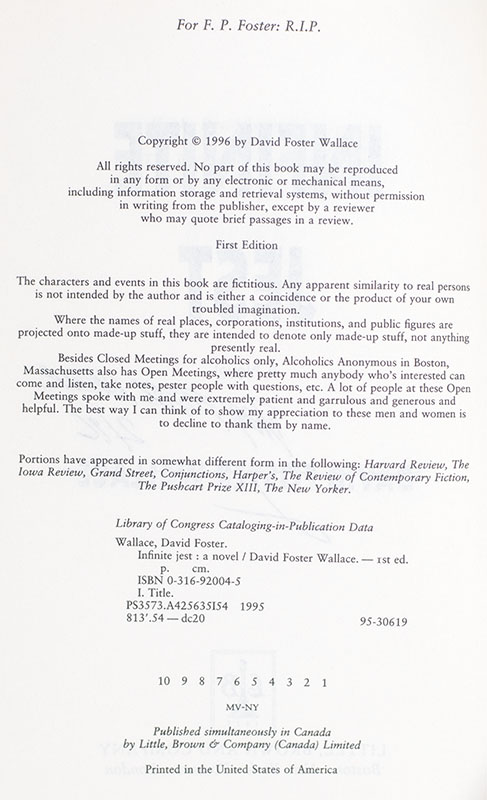 For F. P. Foster: R.I.P.
Copyright © 1996 by David Foster Wallace
All rights reserved. No part of this book may be reproduced
in any form or by any electronic or mechanical means,
including information storage and retrieval systems, without permission
in writing from the publisher, except by a reviewer
who may quote brief passages in a review.
First Edition
The characters and events in this book are fictitious. Any apparent similarity to real persons
is not intended by the author and is either a coincidence or the product of your own
troubled imagination.
Where the names of real places, corporations, institutions, and public figures are
projected onto made-up stuff, they are intended to denote only made-up stuff, not anything
presently real.
Besides Closed Meetings for alcoholics only, Alcoholics Anonymous in Boston,
Massachusetts also has Open Meetings, where pretty much anybody who's interested can
come and listen, take notes, pester people with questions, etc. A lot of people at these Open
Meetings spoke with me and were extremely patient and garrulous and generous and
helpful. The best way I can think of to show my appreciation to these men and women is
to decline to thank them by name.
Portions have appeared in somewhat different form in the following: Harvard Review, The
Iowa Review, Grand Street, Conjunctions, Harper's, The Review of Contemporary Fiction,
The Pushcart Prize XIII, The New Yorker.
Library of Congress Cataloging-in-Publication Data
Wallace, David Foster.
Infinite jest : a novel / David Foster Wallace. — 1st ed.
p. cm.
ISBN 0-316-92004-5
I. Title.
PS3573.A425635I54 1995
813'.54 — dc20 95-30619
10 9 8 7 6 5 4 3 2 1
MV-NY
Published simultaneously in Canada
by Little, Brown & Company (Canada) Limited
Printed in the United States of America